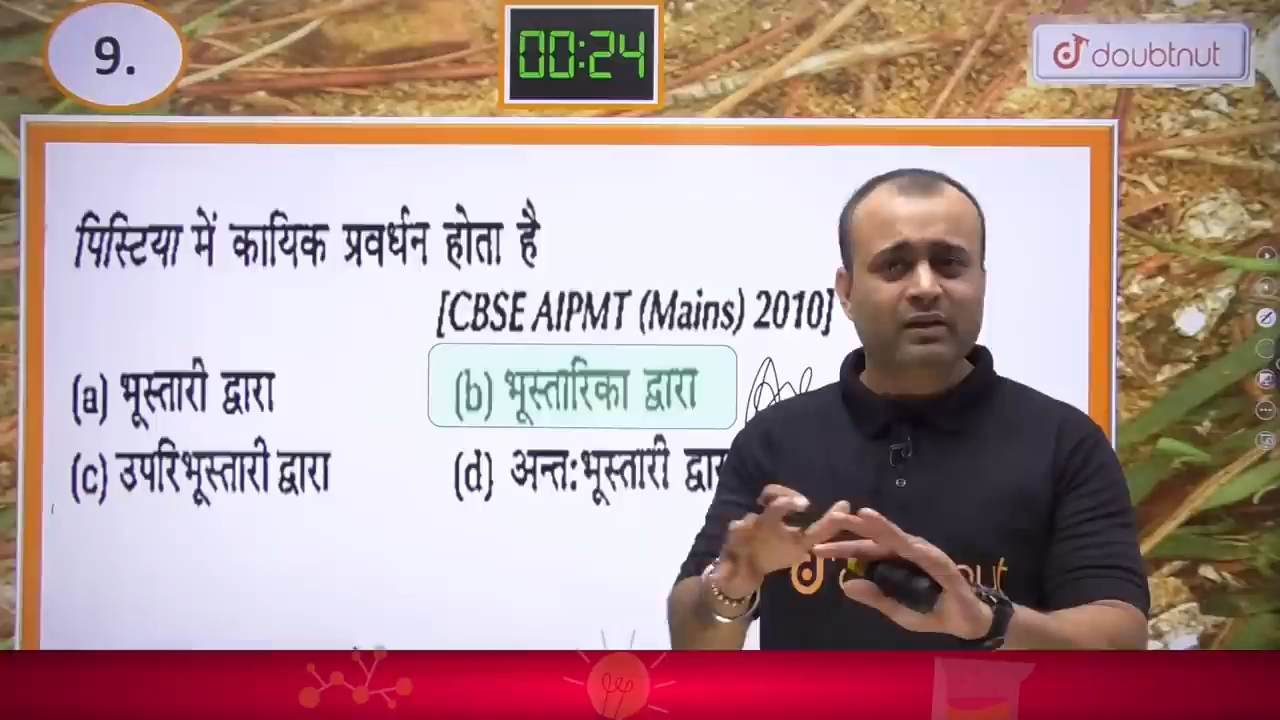 9.
00:24
doubtnut
पिस्टिया में कायिक प्रवर्धन होता है
[CBSE AIPMT (Mains) 2010]
(a) भूस्तारी द्वारा
(b) भूस्तारिका द्वारा
(c) उपरिभूस्तारी द्वारा
(d} अन्त:भूस्तारी